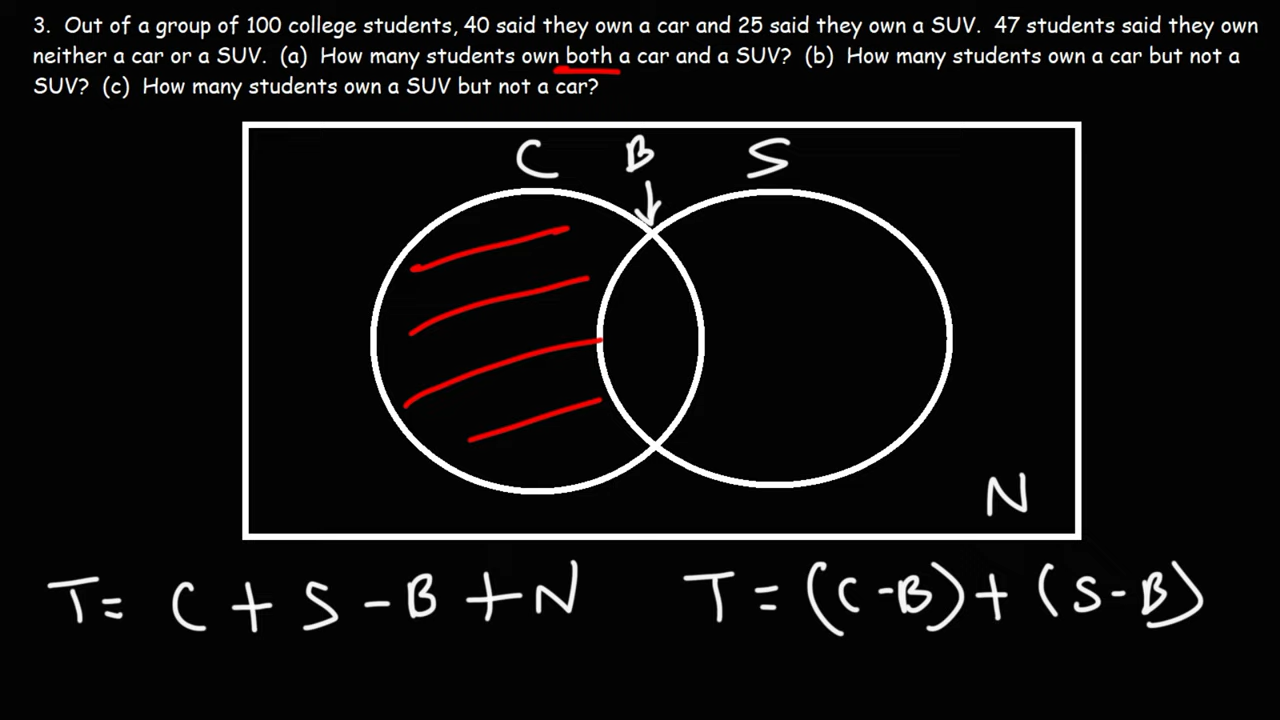 3. Out of a group of 100 college students, 40 said they own a car and 25 said they own a SUV. 47 students said they own
neither a car or a SUV. (a) How many students own both a car and a SUV? (b) How many students own a car but not a
SUV? (c) How many students own a SUV but not a car?
C B S
N
T = C + S - B + N T = (C - B) + (S - B)